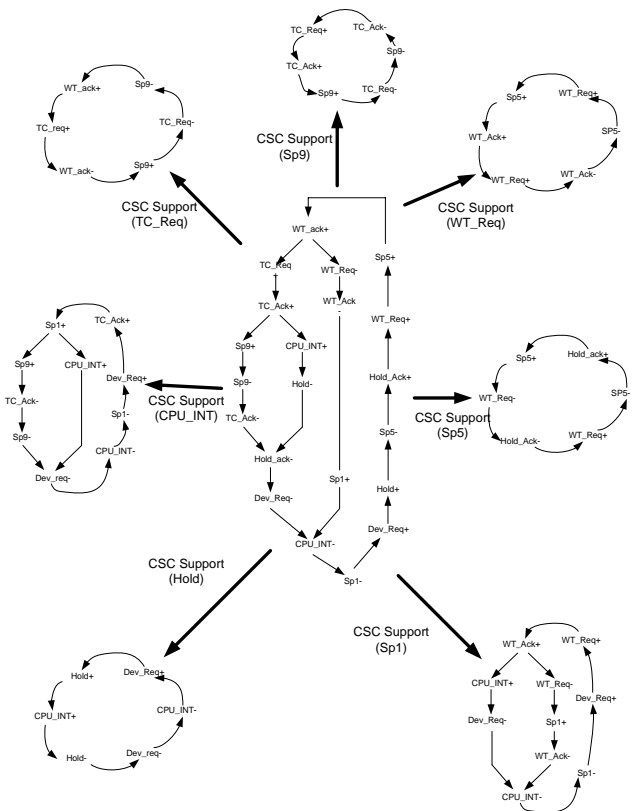 TC_Req+
TC_Ack-
TC_Ack+
Sp9-
Sp9+
TC_Req-
CSC Support
(Sp9)
WT_ack+
Sp9-
TC_req+
TC_Req-
WT_ack-
Sp9+
CSC Support
(TC_Req)
Sp5+
WT_Req+
WT_Ack+
SP5-
WT_Req+
WT_Ack-
CSC Support
(WT_Req)
WT_ack+
TC_Req
+
WT_Req-
Sp5+
TC_Ack+
WT_Ack
-
WT_Req+
Sp9+
CPU_INT+
Sp9-
Hold-
Hold_Ack+
TC_Ack-
Sp5-
Hold_ack-
Sp1+
Dev_Req-
Hold+
Dev_Req+
CPU_INT-
Sp1-
TC_Ack+
Sp1+
Sp9+
CPU_INT+
Dev_Req+
TC_Ack-
Sp1-
Sp9-
CPU_INT-
Dev_req-
CSC Support
(CPU_INT)
Sp5+
Hold_ack+
WT_Req-
SP5-
Hold_Ack-
WT_Req+
CSC Support
(Sp5)
CSC Support
(Hold)
Hold+
Dev_Req+
CPU_INT+
CPU_INT-
Hold-
Dev_req-
CSC Support
(Sp1)
WT_Ack+
WT_Req+
CPU_INT+
WT_Req-
Dev_Req+
Dev_Req-
Sp1+
WT_Ack-
Sp1-
CPU_INT-